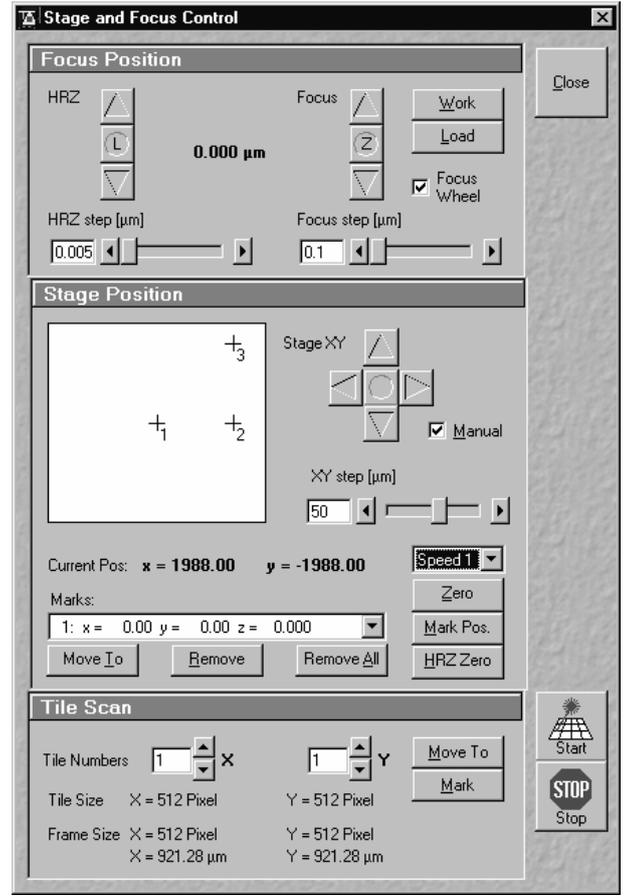 Stage and Focus Control
Close
Focus Position
HRZ
L
0.000 µm
Focus
Z
Work
Load
Focus Wheel
HRZ step [µm]
0.005
Focus step [µm]
0.1
Stage Position
3
1
2
Stage XY
Manual
XY step [µm]
50
Current Pos: x = 1988.00 y = -1988.00
Speed 1
Marks:
Zero
1: x = 0.00 y = 0.00 z = 0.000
Mark Pos.
Move To
Remove
Remove All
HRZ Zero
Tile Scan
Tile Numbers 1 X 1 Y
Move To
Mark
Tile Size X = 512 Pixel Y = 512 Pixel
Frame Size X = 512 Pixel Y = 512 Pixel
X = 921.28 µm Y = 921.28 µm
Start
STOP
Stop